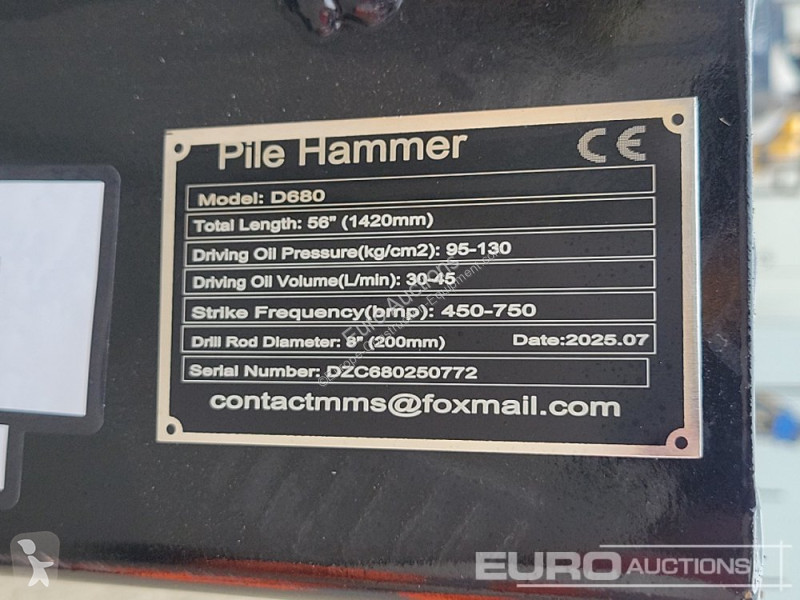 Pile Hammer CE
Model: D680
Total Length: 56" (1420mm)
Driving Oil Pressure(kg/cm2): 95-130
Driving Oil Volume(L/min): 30-45
Strike Frequency(bmp): 450-750
Drill Rod Diameter: 8" (200mm) Date:2025.07
Serial Number: DZC680250772
contactmms@foxmail.com
Euro Auctions
EURO AUCTIONS